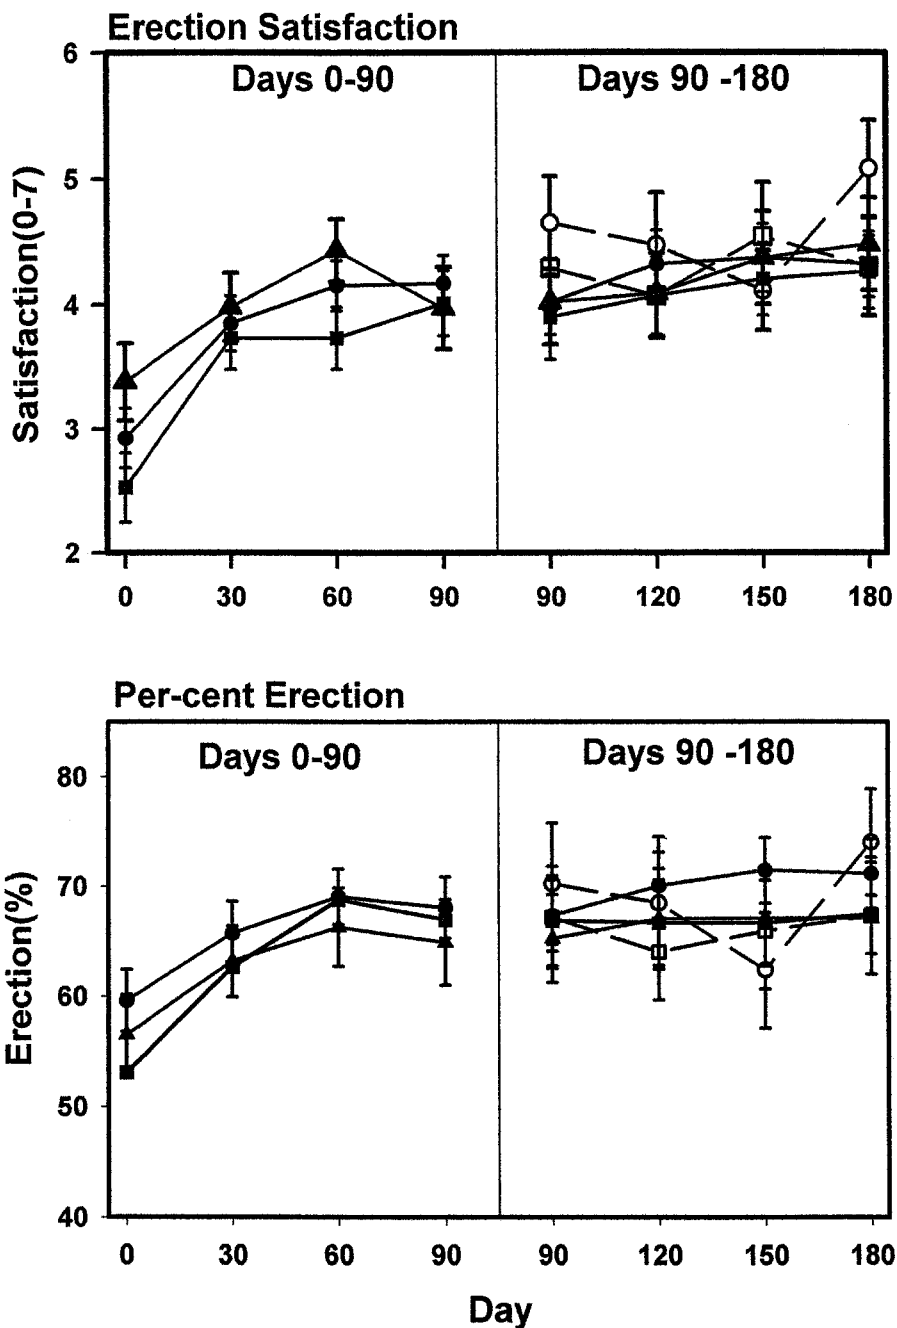 Erection Satisfaction
Days 0-90
Days 90 -180
Satisfaction(0-7)
6
5
4
3
2
0 30 60 90 90 120 150 180
Per-cent Erection
Days 0-90
Days 90 -180
Erection(%)
80
70
60
50
40
0 30 60 90 90 120 150 180
Day